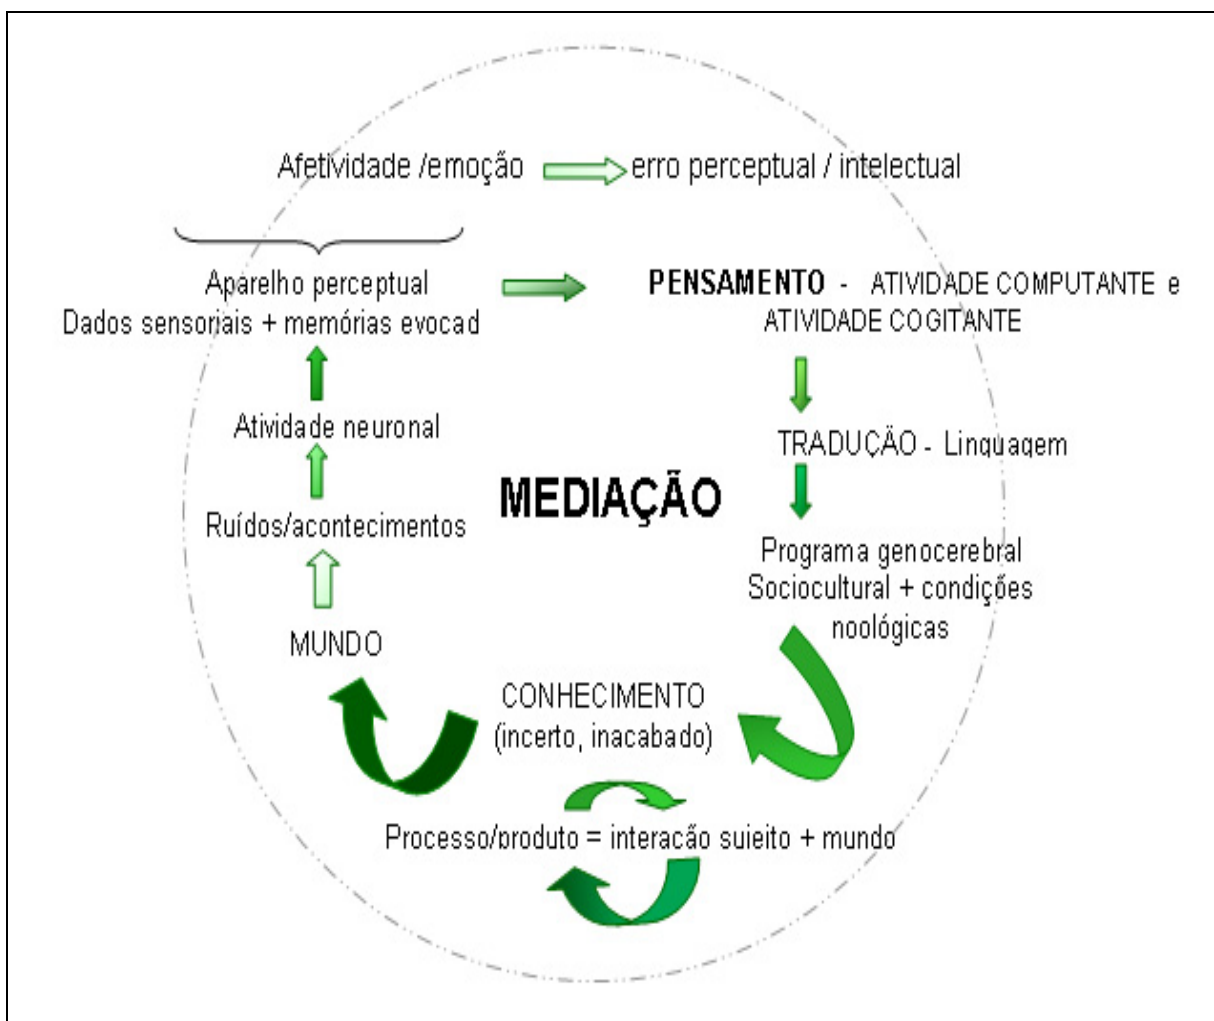 Afetividade /emoção erro perceptual / intelectual
Aparelho perceptual
Dados sensoriais + memórias evocad
PENSAMENTO - ATIVIDADE COMPUTANTE e
ATIVIDADE COGITANTE
Atividade neuronal
TRADUÇÃO - Linguagem
MEDIAÇÃO
Ruídos/acontecimentos
Programa genocerebral
Sociocultural + condições
noológicas
MUNDO
CONHECIMENTO
(incerto, inacabado)
Processo/produto = interação sujeito + mundo